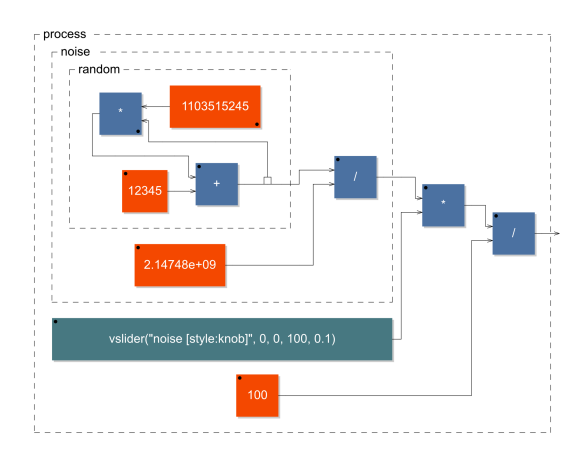 process
noise
random
*
1103515245
12345
+
/
*
/
2.14748e+09
vslider("noise [style:knob]", 0, 0, 100, 0.1)
100